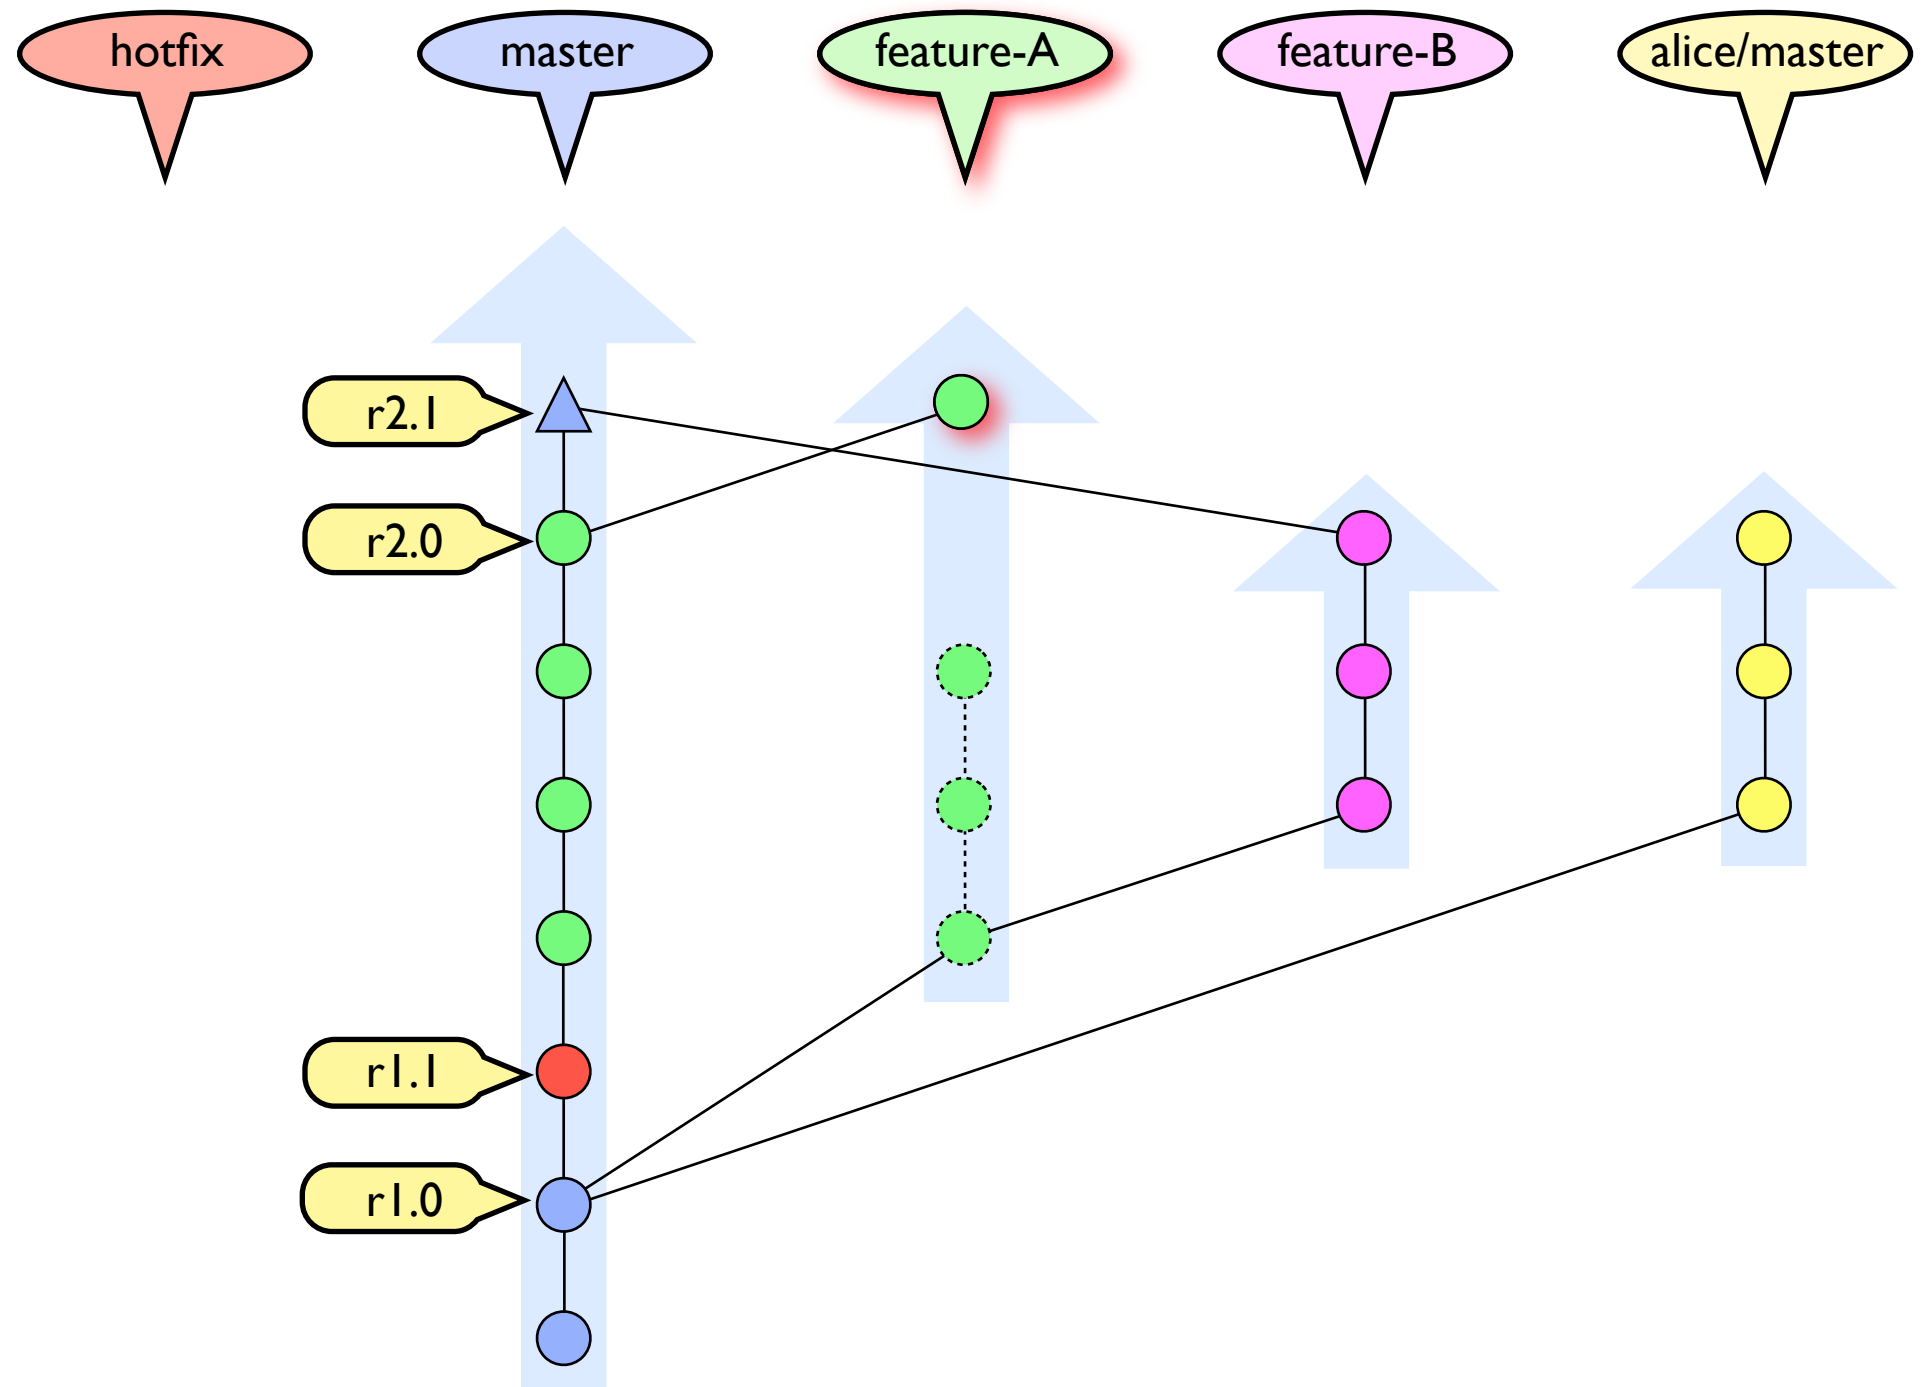 hotfix
master
feature-A
feature-B
alice/master
r2.1
r2.0
r1.1
r1.0